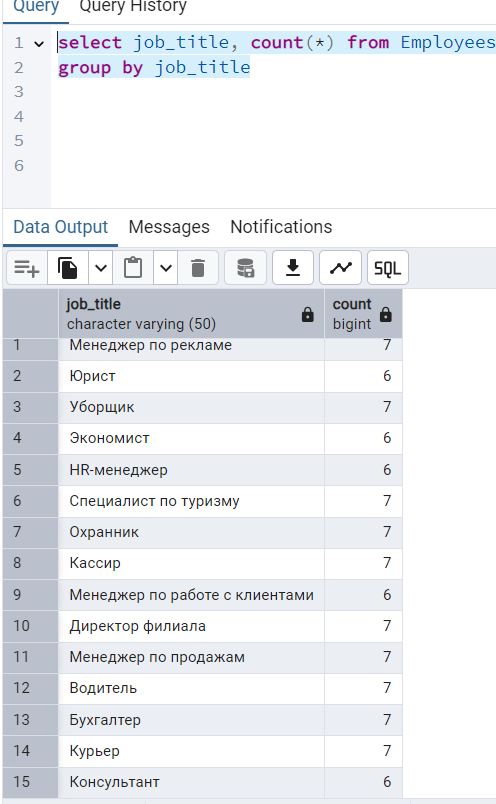 Query Query History
1 select job_title, count(*) from Employees
2 group by job_title
3
4
5
6
Data Output Messages Notifications
SQL
job_title count
character varying (50) bigint
1 Менеджер по рекламе 7
2 Юрист 6
3 Уборщик 7
4 Экономист 6
5 HR-менеджер 6
6 Специалист по туризму 7
7 Охранник 7
8 Кассир 7
9 Менеджер по работе с клиентами 6
10 Директор филиала 7
11 Менеджер по продажам 7
12 Водитель 7
13 Бухгалтер 7
14 Курьер 7
15 Консультант 6